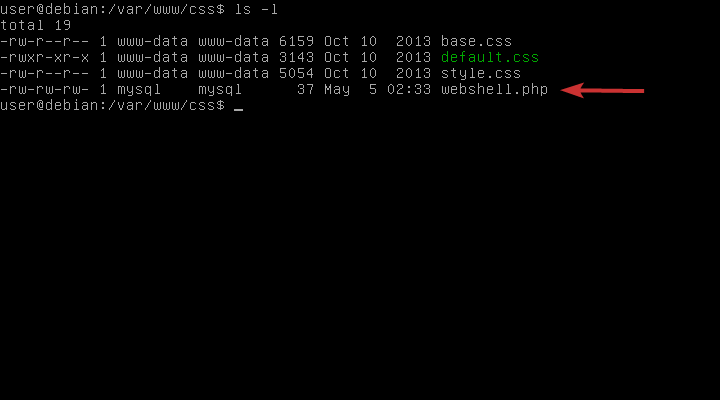 user@debian:/var/www/css$ ls -l
total 19
-rw-r--r-- 1 www-data www-data 6159 Oct 10  2013 base.css
-rwxr-xr-x 1 www-data www-data 3143 Oct 10  2013 default.css
-rw-r--r-- 1 www-data www-data 5054 Oct 10  2013 style.css
-rw-rw-rw- 1 mysql    mysql      37 May  5 02:33 webshell.php
user@debian:/var/www/css$ _